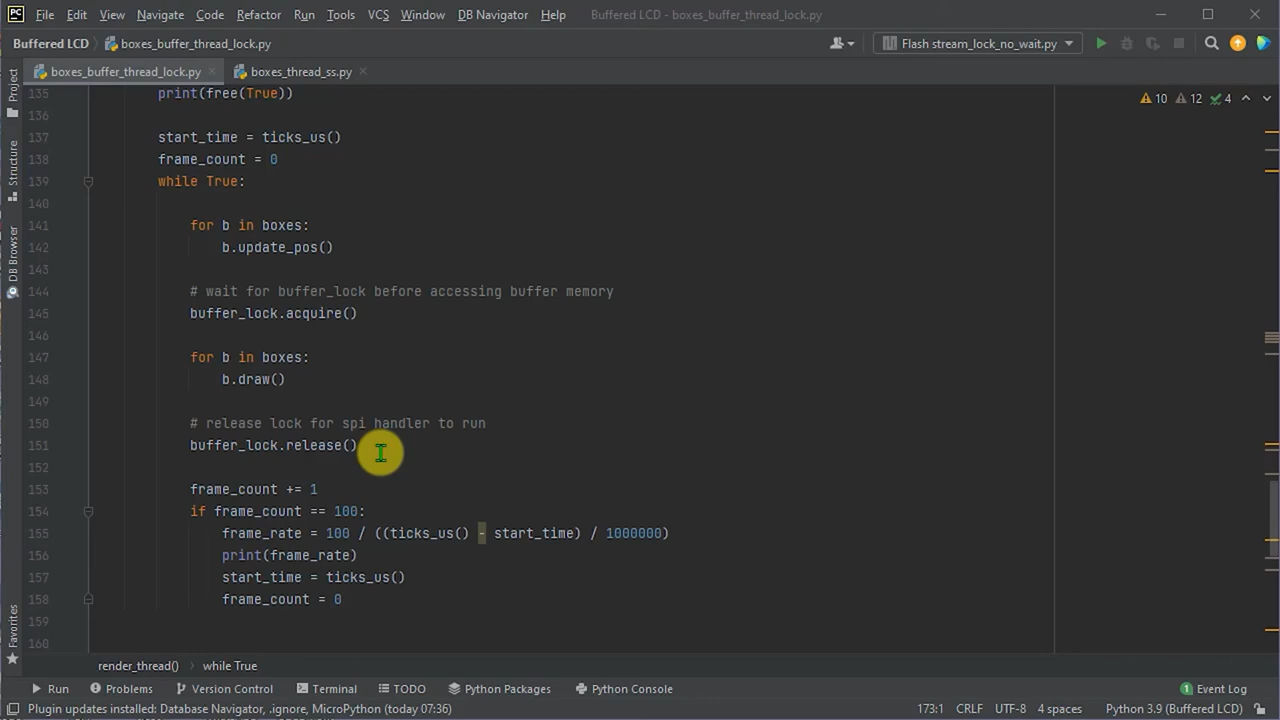 PC File Edit View Navigate Code Refactor Run Tools VCS Window DB Navigator Help Buffered LCD - boxes_buffer_thread_lock.py
Buffered LCD boxes_buffer_thread_lock.py Flash stream_lock_no_wait.py
boxes_buffer_thread_lock.py boxes_thread_ss.py
Project
Structure
DB Browser
Favorites
10 12 4
135 print(free(True))
136
137 start_time = ticks_us()
138 frame_count = 0
139 while True:
140
141 for b in boxes:
142 b.update_pos()
143
144 # wait for buffer_lock before accessing buffer memory
145 buffer_lock.acquire()
146
147 for b in boxes:
148 b.draw()
149
150 # release lock for spi handler to run
151 buffer_lock.release()
152
153 frame_count += 1
154 if frame_count == 100:
155 frame_rate = 100 / ((ticks_us() - start_time) / 1000000)
156 print(frame_rate)
157 start_time = ticks_us()
158 frame_count = 0
159
160
render_thread() while True
Run Problems Version Control Terminal TODO Python Packages Python Console 1 Event Log
Plugin updates installed: Database Navigator, .ignore, MicroPython (today 07:36) 173:1 CRLF UTF-8 4 spaces Python 3.9 (Buffered LCD)